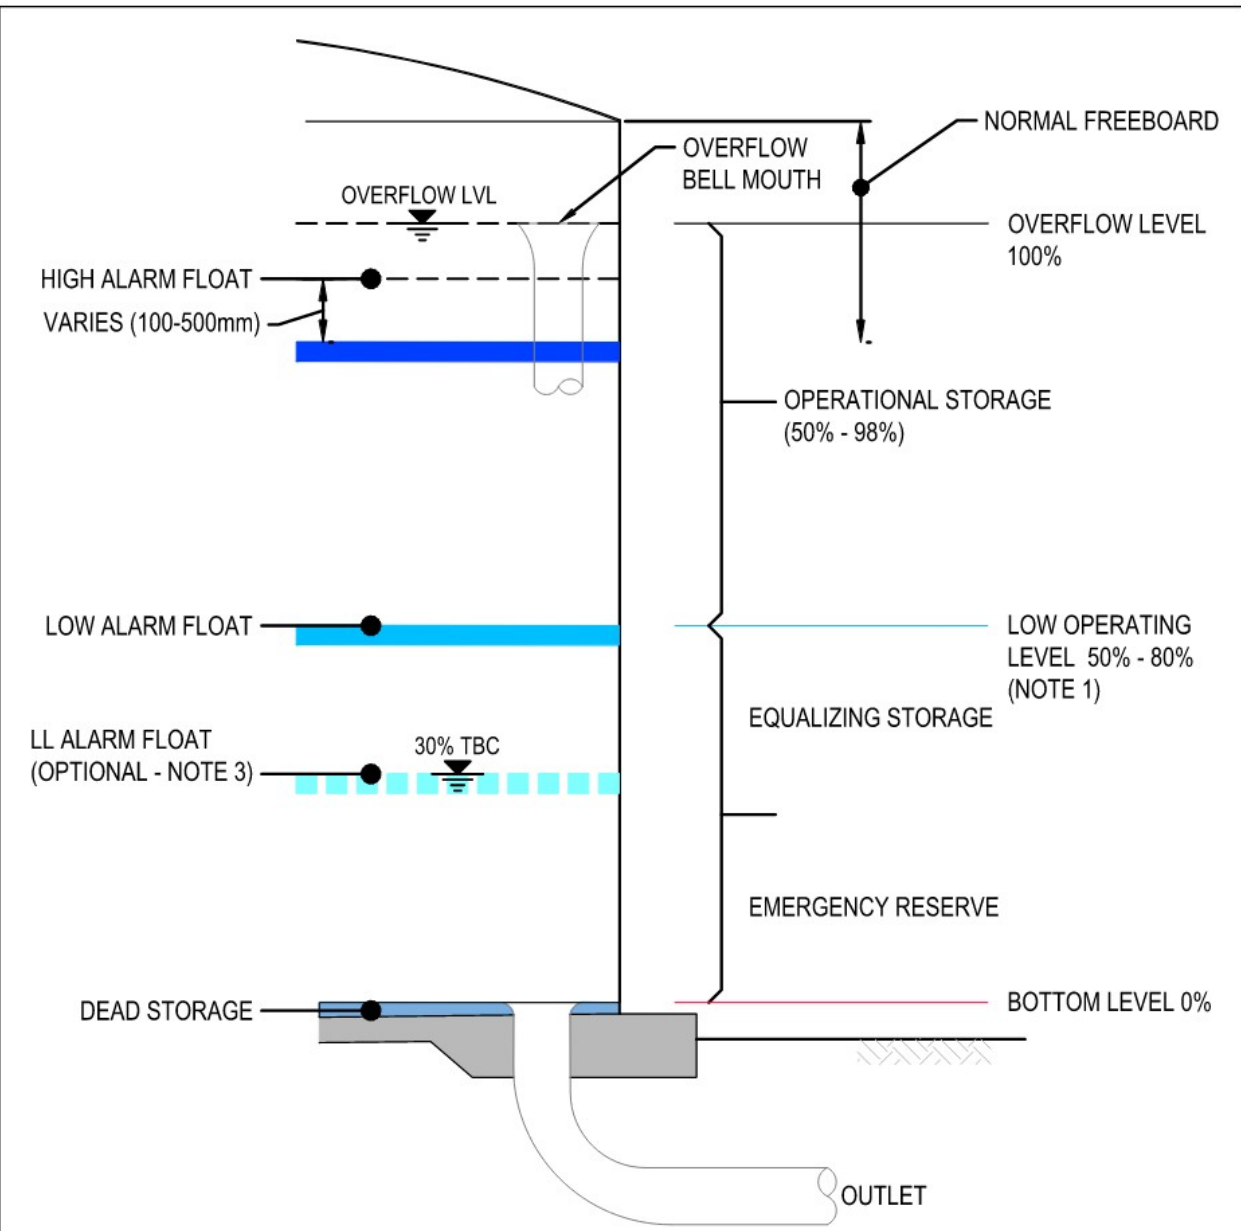 NORMAL FREEBOARD
OVERFLOW
BELL MOUTH
OVERFLOW LVL
OVERFLOW LEVEL
100%
HIGH ALARM FLOAT
VARIES (100-500mm)
OPERATIONAL STORAGE
(50% - 98%)
LOW ALARM FLOAT
LOW OPERATING
LEVEL 50% - 80%
(NOTE 1)
EQUALIZING STORAGE
LL ALARM FLOAT
(OPTIONAL - NOTE 3)
30% TBC
EMERGENCY RESERVE
DEAD STORAGE
BOTTOM LEVEL 0%
OUTLET